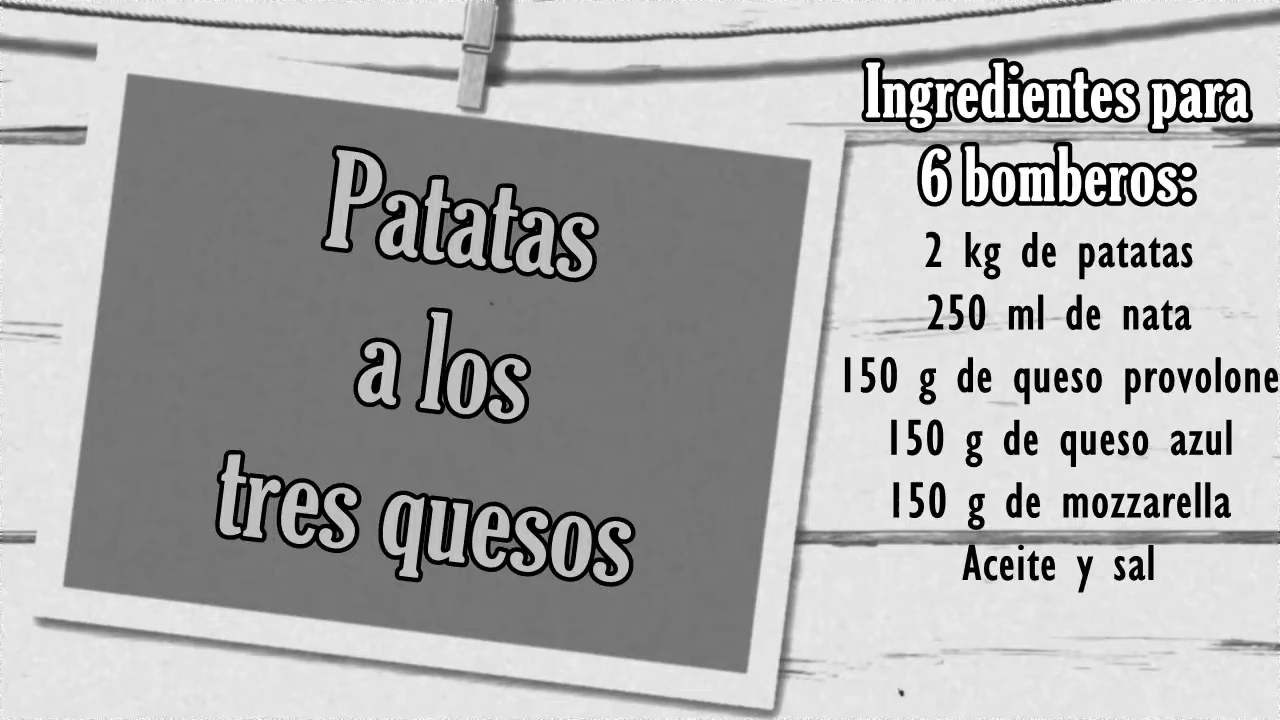 Patatas
a los
tres quesos
Ingredientes para
6 bomberos:
2 kg de patatas
250 ml de nata
150 g de queso provolone
150 g de queso azul
150 g de mozzarella
Aceite y sal